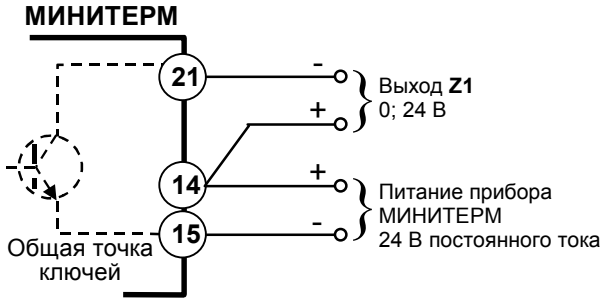 МИНИТЕРМ
21
-
+
Выход Z1
0; 24 В
14
+
15
-
Питание прибора
МИНИТЕРМ
24 В постоянного тока
Общая точка
ключей